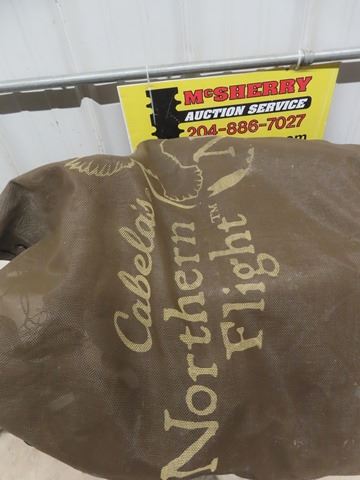 McSHERRY
AUCTION SERVICE
204-886-7027
Cabela's
Northern
Flight™